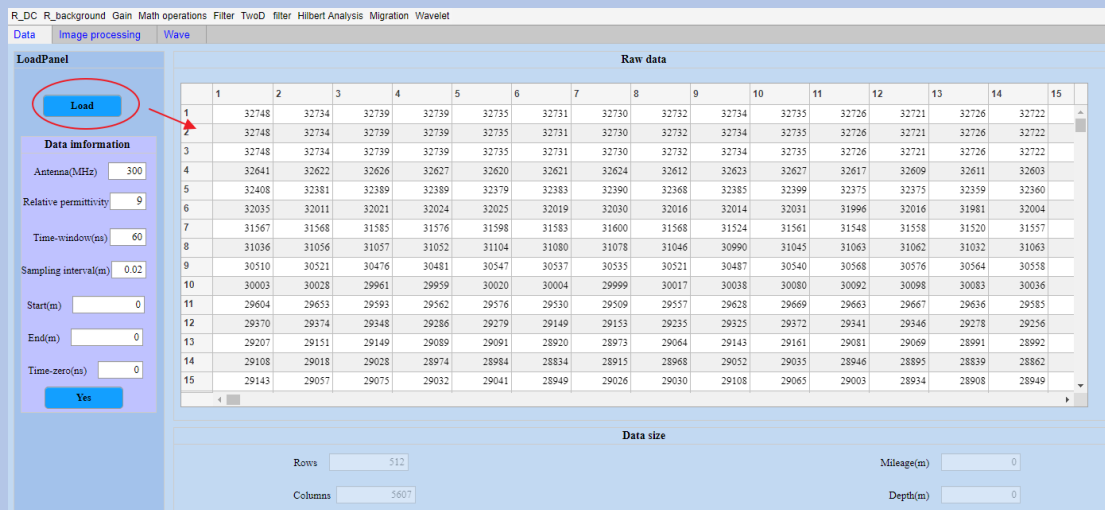 R_DC R_background Gain Math operations Filter TwoD filter Hilbert Analysis Migration Wavelet
Data Image processing Wave
LoadPanel
Load
Data imformation
Antenna(MHz) 300
Relative permittivity 9
Time-window(ns) 60
Sampling interval(m) 0.02
Start(m) 0
End(m) 0
Time-zero(ns) 0
Yes
Raw data
1 2 3 4 5 6 7 8 9 10 11 12 13 14 15
1 32748 32734 32739 32739 32735 32731 32730 32732 32734 32735 32726 32721 32726 32722
2 32748 32734 32739 32739 32735 32731 32730 32732 32734 32735 32726 32721 32726 32722
3 32748 32734 32739 32739 32735 32731 32730 32732 32734 32735 32726 32721 32726 32722
4 32641 32622 32626 32627 32620 32621 32624 32612 32623 32627 32617 32609 32611 32603
5 32408 32381 32389 32389 32379 32383 32390 32368 32385 32399 32375 32375 32359 32360
6 32035 32011 32021 32024 32025 32019 32030 32016 32014 32031 31996 32016 31981 32004
7 31567 31568 31585 31576 31598 31583 31600 31568 31524 31561 31548 31558 31520 31557
8 31036 31056 31057 31052 31104 31080 31078 31046 30990 31045 31063 31062 31032 31063
9 30510 30521 30476 30481 30547 30537 30535 30521 30487 30540 30568 30576 30564 30558
10 30003 30028 29961 29959 30020 30004 29999 30017 30038 30080 30092 30098 30083 30036
11 29604 29653 29593 29562 29576 29530 29509 29557 29628 29669 29663 29667 29636 29585
12 29370 29374 29348 29286 29279 29149 29153 29235 29325 29372 29341 29346 29278 29256
13 29207 29151 29149 29089 29091 28920 28973 29064 29143 29161 29081 29069 28991 28992
14 29108 29018 29028 28974 28984 28834 28915 28968 29052 29035 28946 28895 28839 28862
15 29143 29057 29075 29032 29041 28949 29026 29030 29108 29065 29003 28934 28908 28949
Data size
Rows 512 Mileage(m) 0
Columns 5607 Depth(m) 0